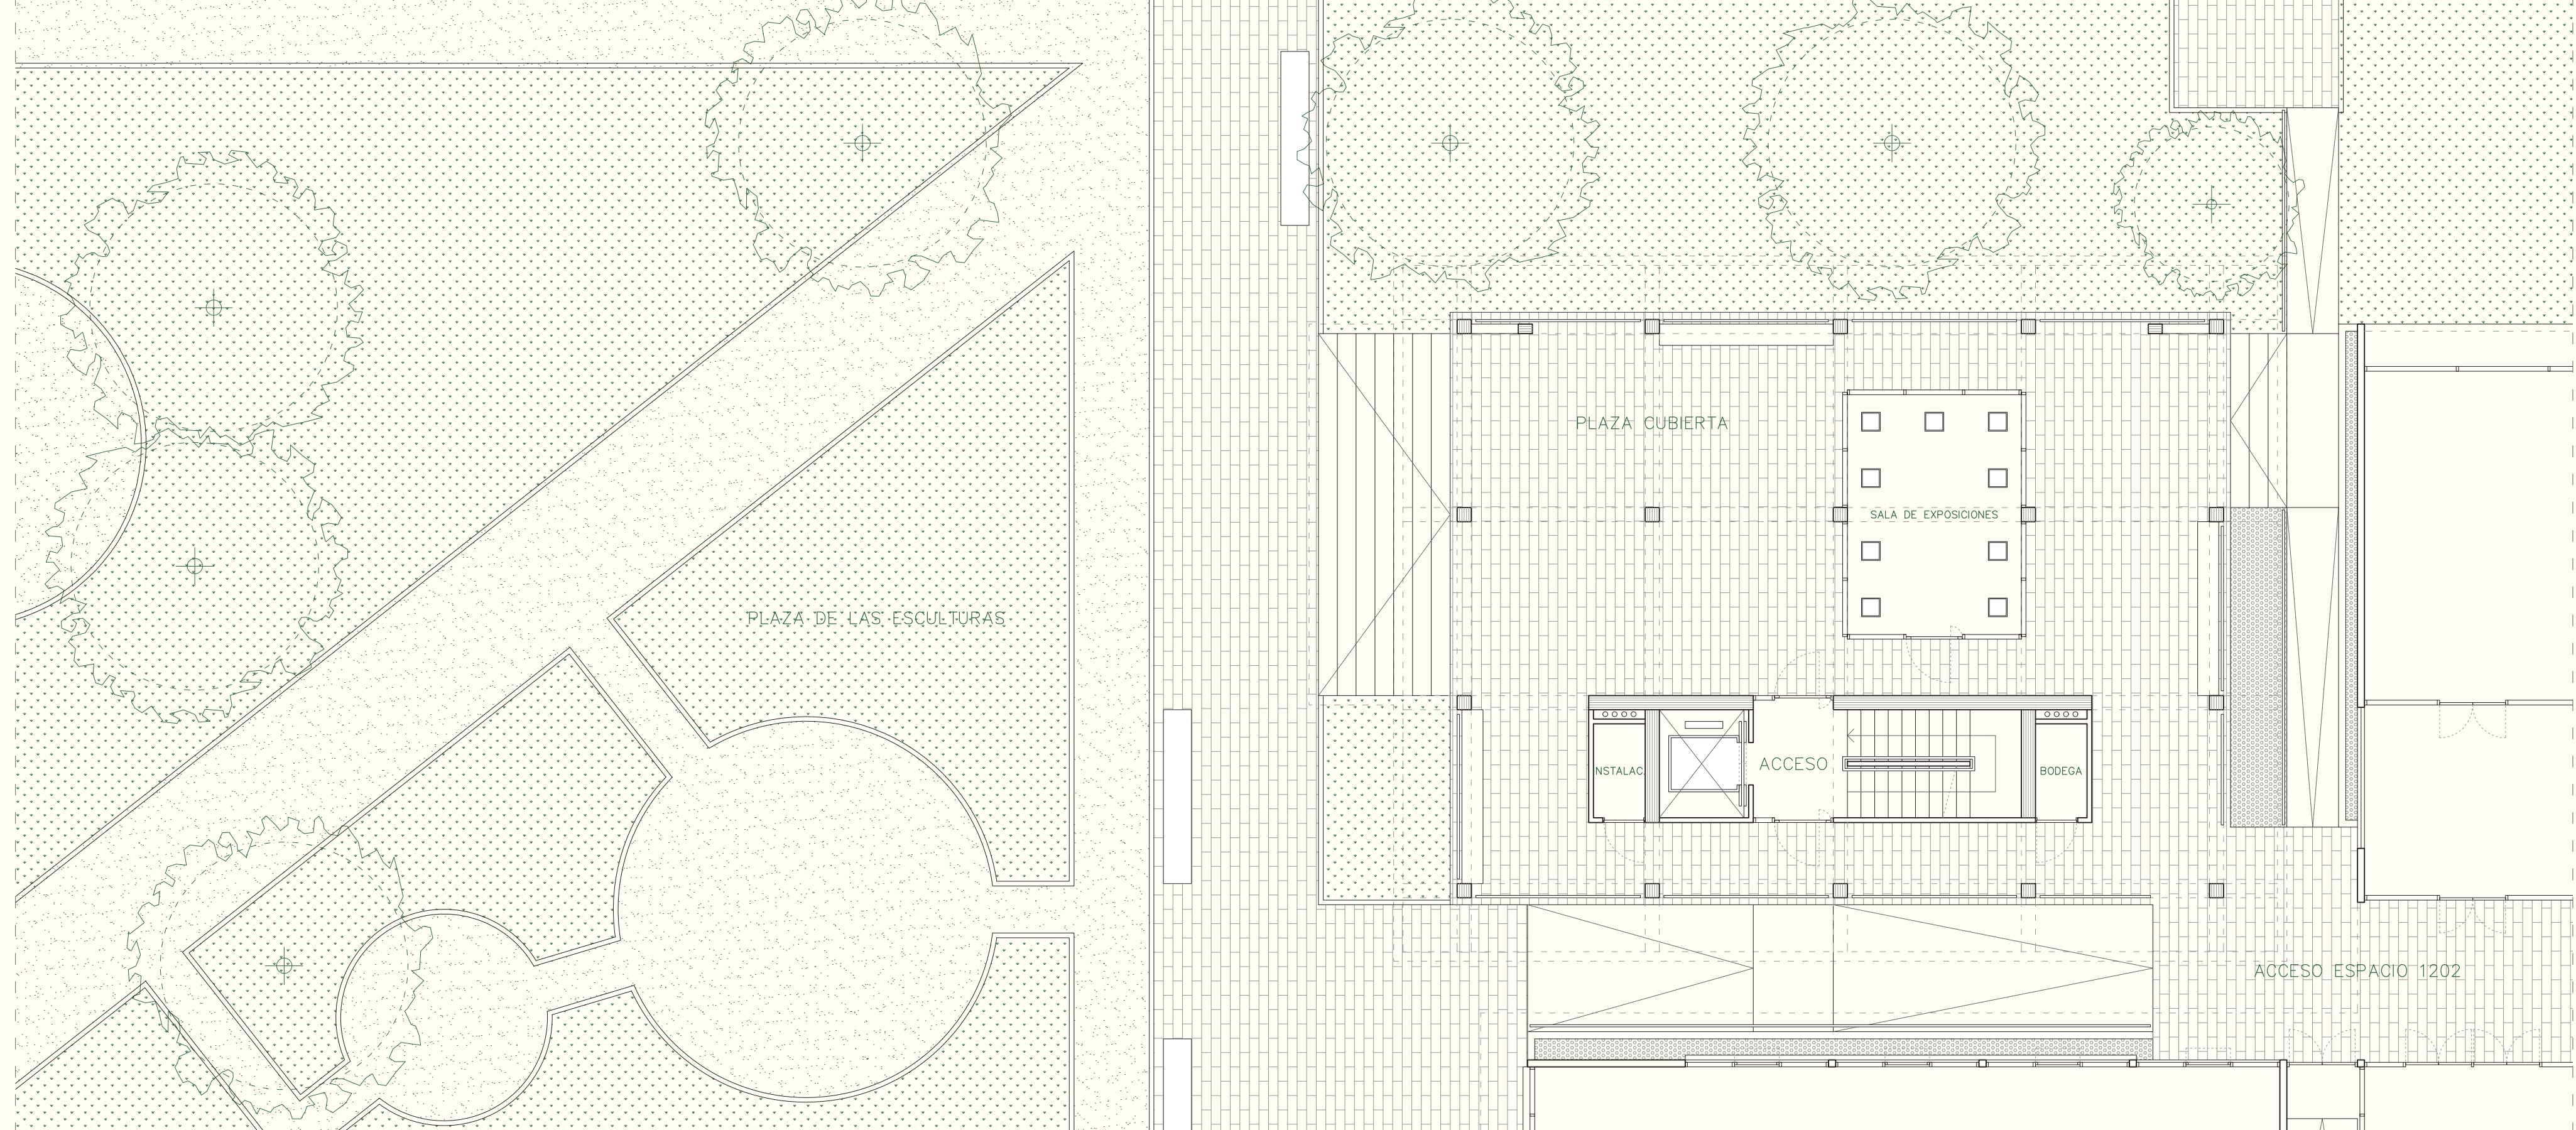 PLAZA CUBIERTA
SALA DE EXPOSICIONES
PLAZA DE LAS ESCULTURAS
ACCESO
NSTALAC.
BODEGA
ACCESO ESPACIO 1202